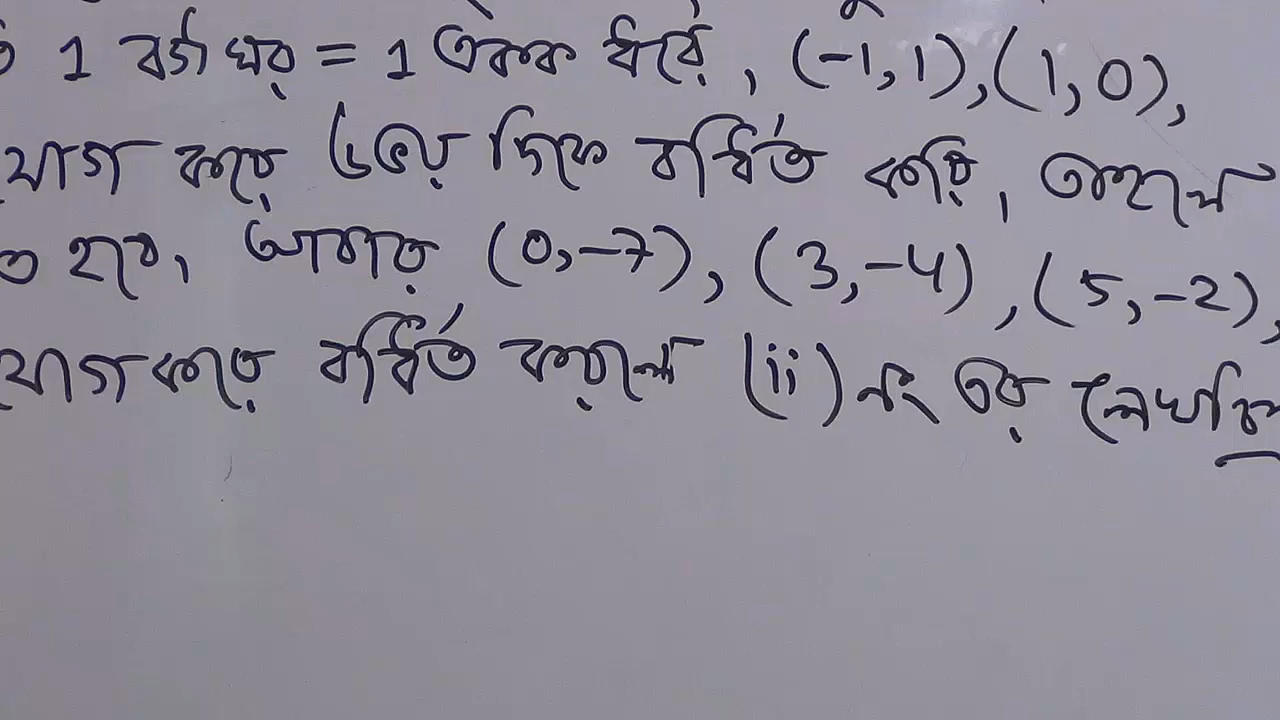 1 বর্গ ঘর = 1 একক ধরি, (-1,1),(1,0),
যোগ করে উভয় দিকে বর্ধিত করি, তাহলে
হবে, আবার (0,-7), (3,-4), (5,-2),
যোগ করে বর্ধিত করলে (ii) নং এর লেখচিত্র